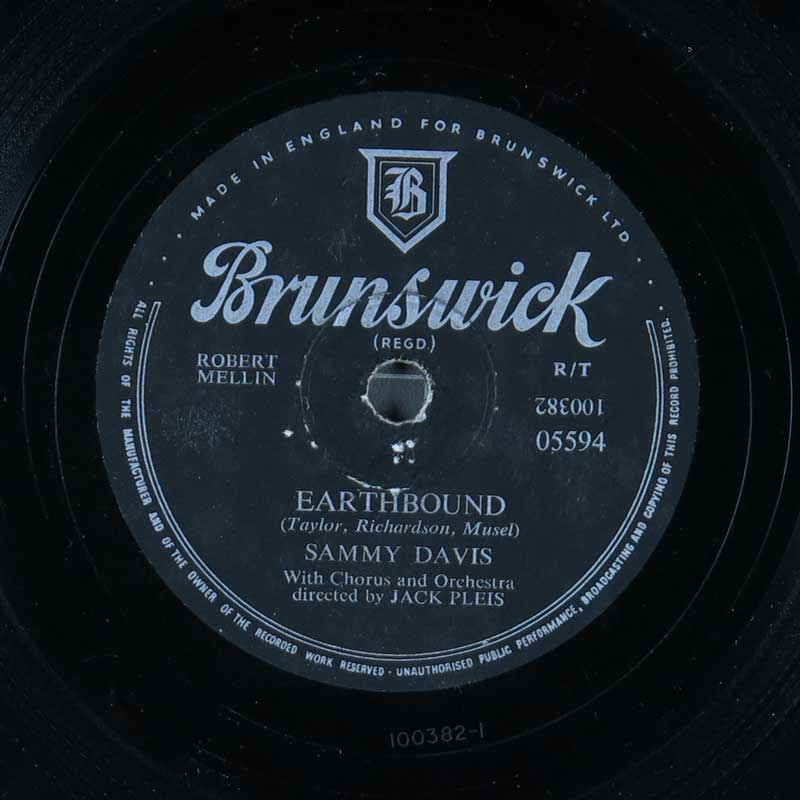 MADE IN ENGLAND FOR BRUNSWICK LTD.
B
Brunswick
(REGD.)
ROBERT
MELLIN
R/T
100382
05594
EARTHBOUND
(Taylor, Richardson, Musel)
SAMMY DAVIS
With Chorus and Orchestra
directed by JACK PLEIS
ALL RIGHTS OF THE MANUFACTURER AND OF THE OWNER OF THE RECORDED WORK RESERVED · UNAUTHORISED PUBLIC PERFORMANCE, BROADCASTING AND COPYING OF THIS RECORD PROHIBITED.
100382-1